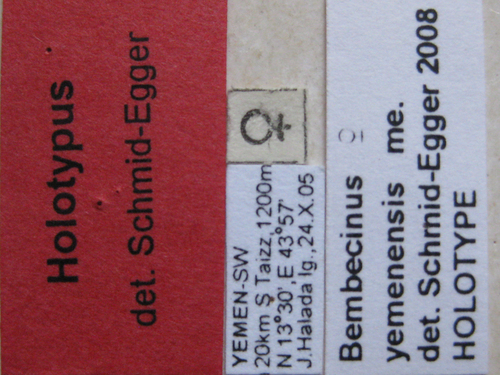 Holotypus
det. Schmid-Egger
♀
YEMEN-SW
20km S Taizz,1200m
N 13°30', E 43°57'
J.Halada lg.,24.X.05
Bembecinus ♀
yemenensis me.
det. Schmid-Egger 2008
HOLOTYPE